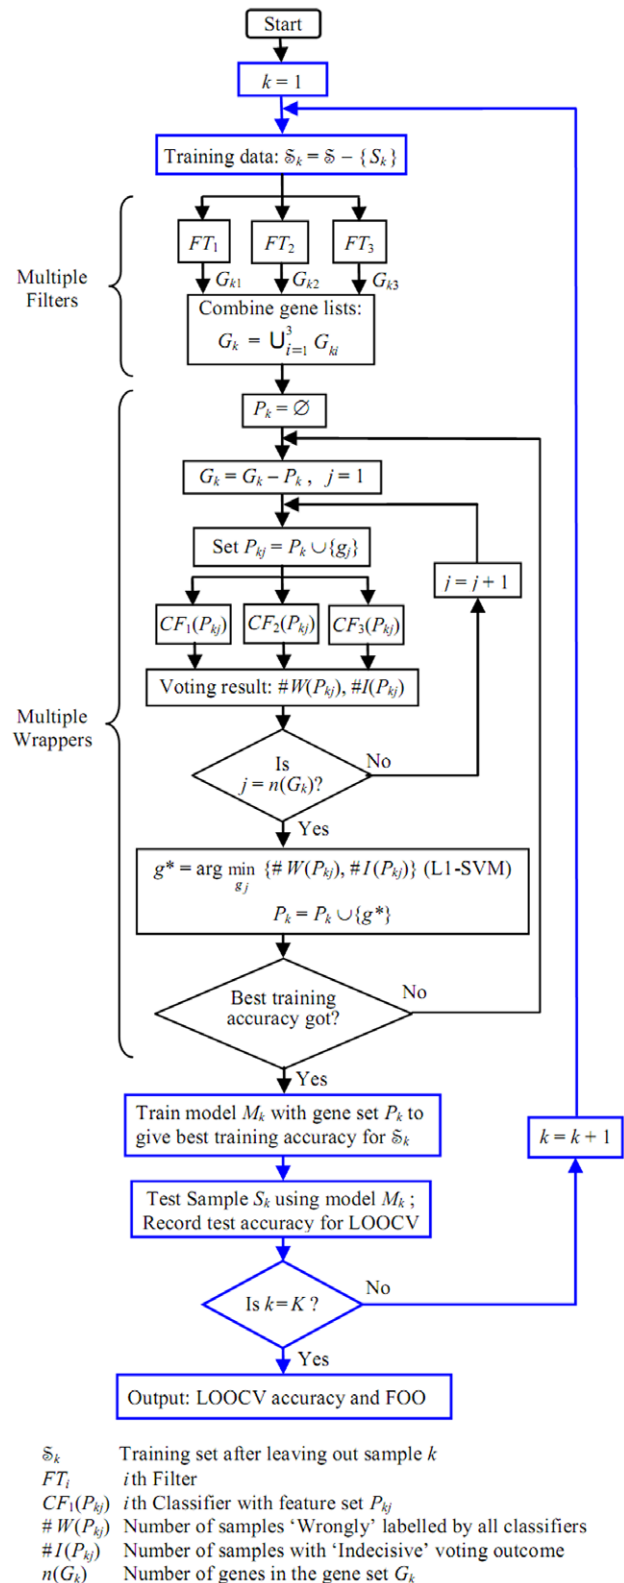 Start
k = 1
Training data: 𝕊k = 𝕊 – {Sk}
FT1 FT2 FT3
Gk1 Gk2 Gk3
Multiple
Filters
Combine gene lists:
Gk = ∪³i=1 Gki
Pk = ∅
Gk = Gk – Pk , j = 1
Set Pkj = Pk ∪{gj}
j = j + 1
CF1(Pkj) CF2(Pkj) CF3(Pkj)
Voting result: #W(Pkj), #I(Pkj)
Multiple
Wrappers
Is
j = n(Gk)?
No
Yes
g* = arg min gj {# W(Pkj), # I(Pkj)} (L1-SVM)
Pk = Pk ∪{g*}
Best training
accuracy got?
No
Yes
Train model Mk with gene set Pk to
give best training accuracy for 𝕊k
k = k + 1
Test Sample Sk using model Mk ;
Record test accuracy for LOOCV
Is k = K ?
No
Yes
Output: LOOCV accuracy and FOO
𝕊k Training set after leaving out sample k
FTi ith Filter
CF1(Pkj) ith Classifier with feature set Pkj
# W(Pkj) Number of samples ‘Wrongly’ labelled by all classifiers
#I(Pkj) Number of samples with ‘Indecisive’ voting outcome
n(Gk) Number of genes in the gene set Gk